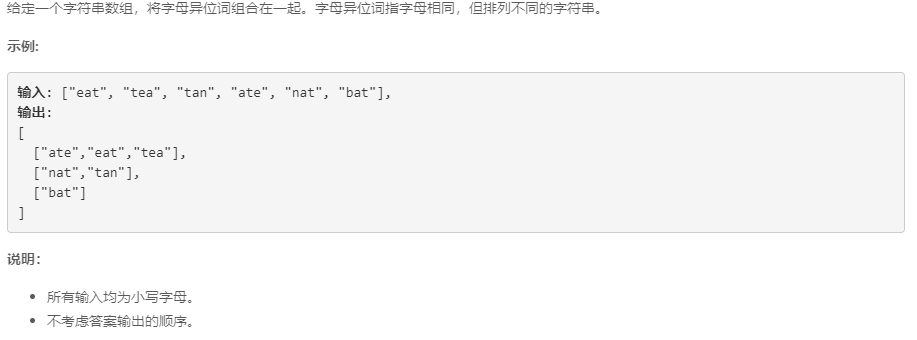 给定一个字符串数组，将字母异位词组合在一起。字母异位词指字母相同，但排列不同的字符串。
示例:
输入: ["eat", "tea", "tan", "ate", "nat", "bat"],
输出:
[
  ["ate","eat","tea"],
  ["nat","tan"],
  ["bat"]
]
说明：
• 所有输入均为小写字母。
• 不考虑答案输出的顺序。